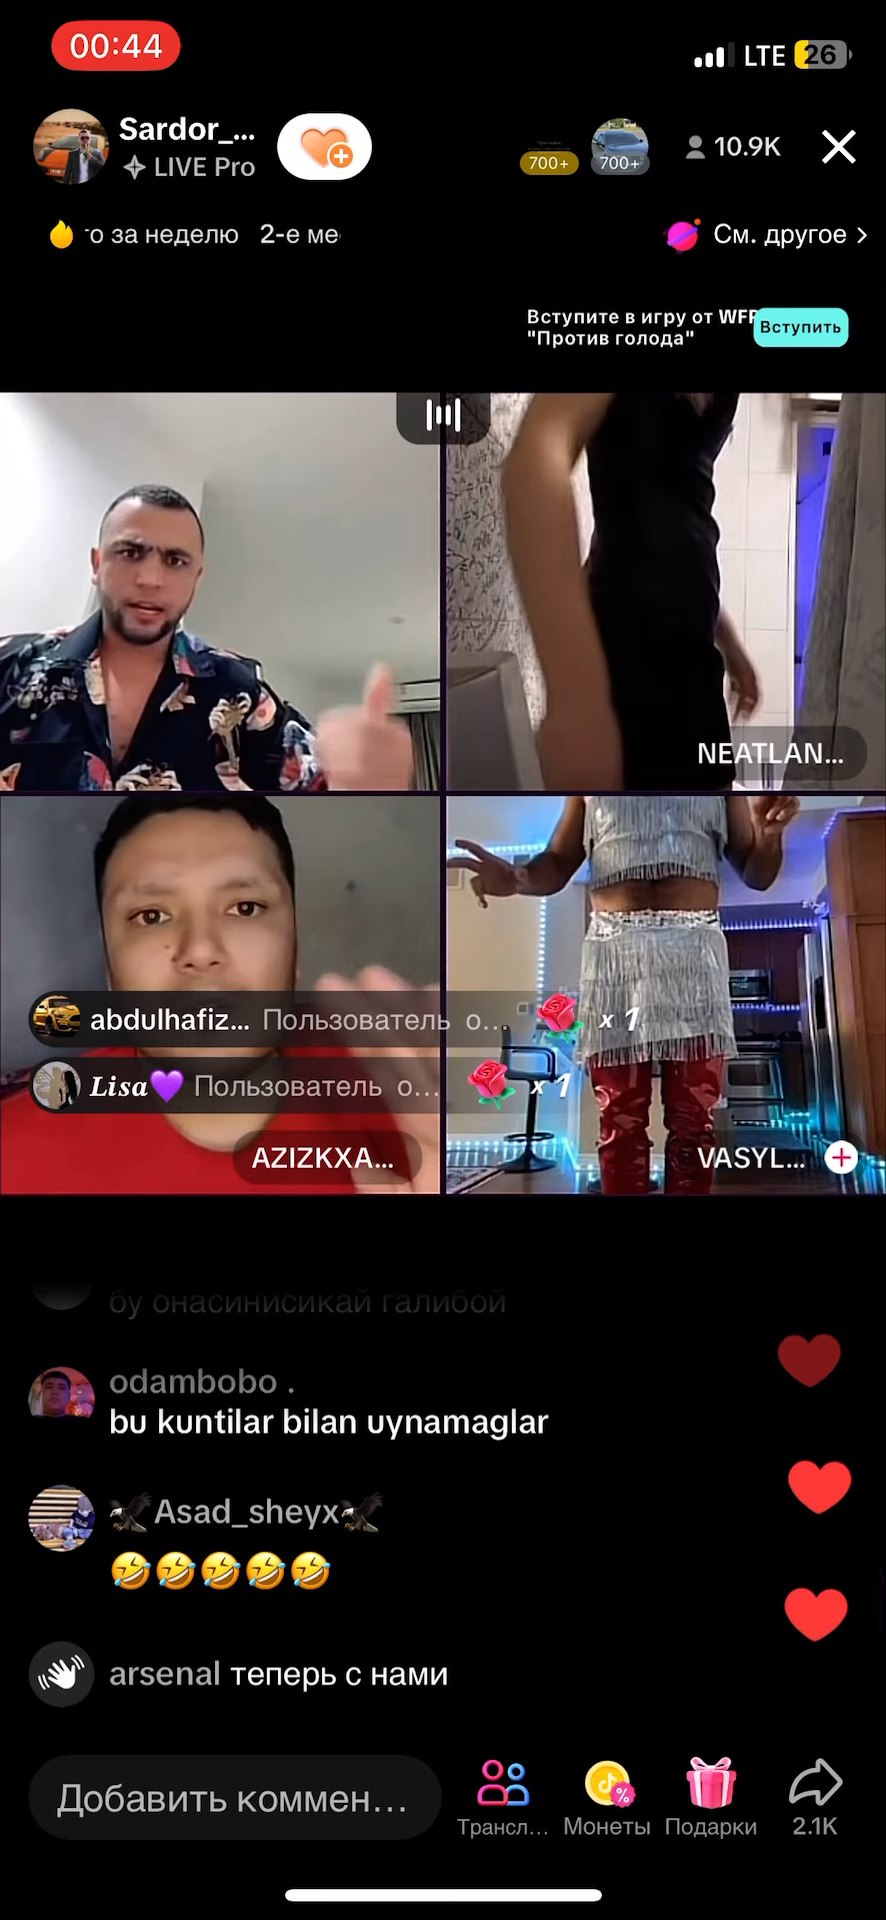 00:44
LTE 26
Sardor_...
LIVE Pro
700+
700+
10.9K
го за неделю 2-е ме
См. другое >
Вступите в игру от WFP
"Против голода"
Вступить
NEATLAN...
abdulhafiz... Пользователь о...
x 1
Lisa💜 Пользователь о...
x 1
AZIZKXA...
VASYL...
бу онасинисикай галибой
odambobo .
bu kuntilar bilan uynamaglar
🦅Asad_sheyx🦅
🤣🤣🤣🤣🤣
arsenal теперь с нами
Добавить коммен...
Трансл...
Монеты
Подарки
2.1K